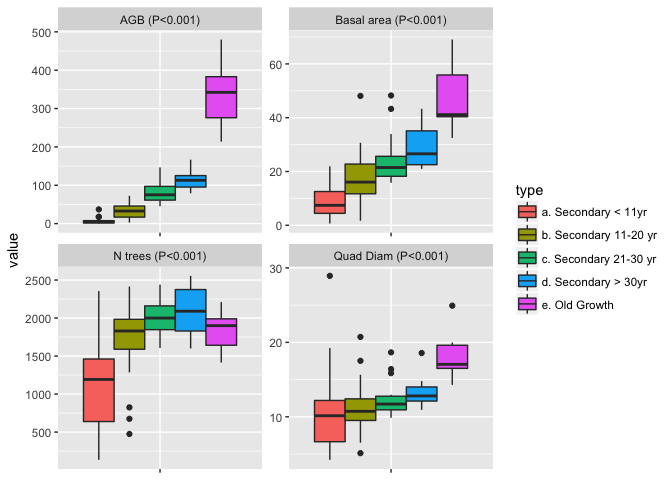 AGB (P<0.001)
Basal area (P<0.001)
500
400
300
200
100
0
60
40
20
0
value
N trees (P<0.001)
Quad Diam (P<0.001)
2500
2000
1500
1000
500
30
20
10
type
a. Secondary < 11yr
b. Secondary 11-20 yr
c. Secondary 21-30 yr
d. Secondary > 30yr
e. Old Growth